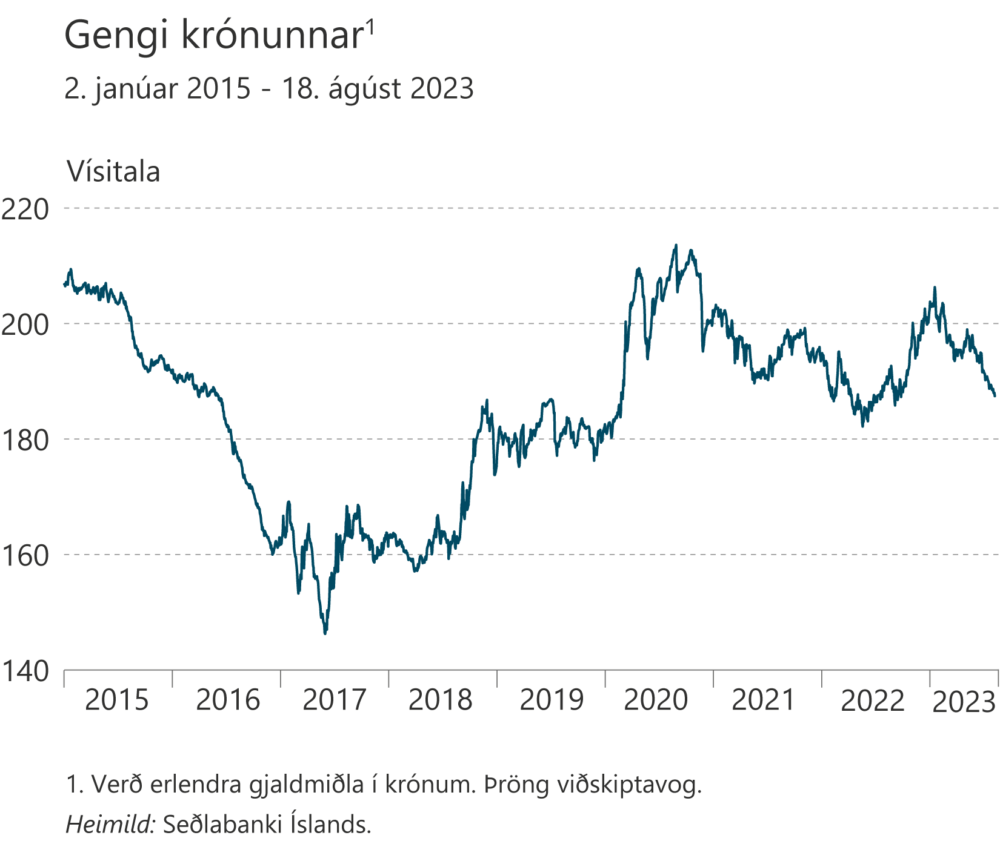 Gengi krónunnar¹
2. janúar 2015 - 18. ágúst 2023
Vísitala
220
200
180
160
140
2015 2016 2017 2018 2019 2020 2021 2022 2023
1. Verð erlendra gjaldmiðla í krónum. Þröng viðskiptavog.
Heimild: Seðlabanki Íslands.